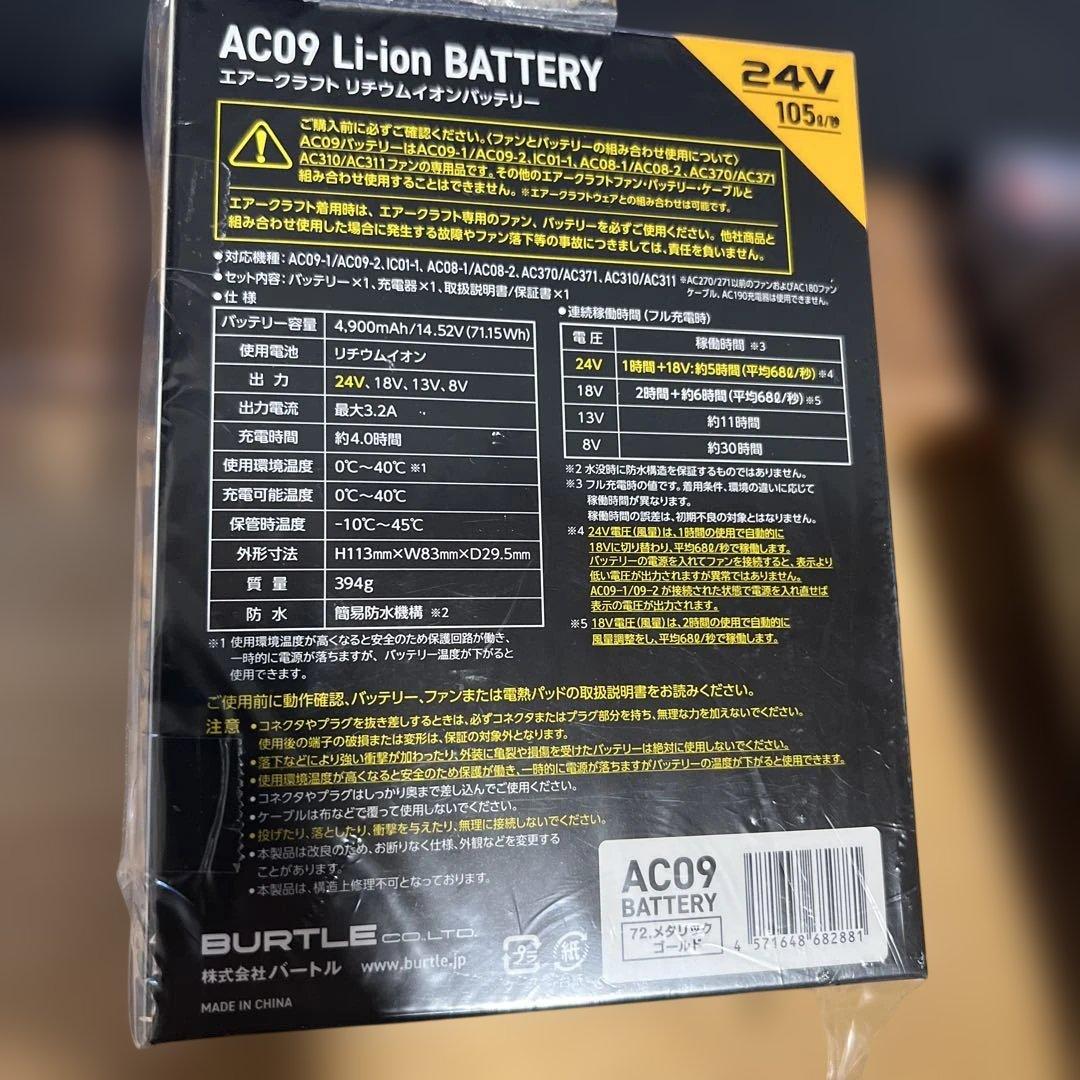 AC09 Li-ion BATTERY
エアークラフト リチウムイオンバッテリー
24V
105ℓ/秒
ご購入前に必ずご確認ください。〈ファンとバッテリーの組み合わせ使用について〉
AC09バッテリーはAC09-1/AC09-2、IC01-1、AC08-1/AC08-2、AC370/AC371
AC310/AC311ファンの専用品です。その他のエアークラフトファン・バッテリー・ケーブルと
組み合わせ使用することはできません。※エアークラフトウェアとの組み合わせは可能です。
エアークラフト着用時は、エアークラフト専用のファン、バッテリーを必ずご使用ください。他社商品と
組み合わせ使用した場合に発生する故障やファン落下等の事故につきましては、責任を負いません。
●対応機種：AC09-1/AC09-2、IC01-1、AC08-1/AC08-2、AC370/AC371、AC310/AC311 ※AC270/271以前のファンおよびAC180ファン
ケーブル、AC190充電器は使用できません。
●セット内容：バッテリー×1、充電器×1、取扱説明書/保証書×1
●仕様
バッテリー容量 4,900mAh/14.52V(71.15Wh)
使用電池 リチウムイオン
出力 24V、18V、13V、8V
出力電流 最大3.2A
充電時間 約4.0時間
使用環境温度 0℃〜40℃ ※1
充電可能温度 0℃〜40℃
保管時温度 -10℃〜45℃
外形寸法 H113mm×W83mm×D29.5mm
質量 394g
防水 簡易防水機構 ※2
※1 使用環境温度が高くなると安全のため保護回路が働き、
一時的に電源が落ちますが、バッテリー温度が下がると
使用できます。
●連続稼働時間（フル充電時）
電圧 稼働時間 ※3
24V 1時間+18V:約5時間(平均68ℓ/秒)※4
18V 2時間+約6時間(平均68ℓ/秒)※5
13V 約11時間
8V 約30時間
※2 水没時に防水構造を保証するものではありません。
※3 フル充電時の値です。着用条件、環境の違いに応じて
稼働時間が異なります。
稼働時間の誤差は、初期不良の対象とはなりません。
※4 24V電圧(風量)は、1時間の使用で自動的に
18Vに切り替わり、平均68ℓ/秒で稼働します。
バッテリーの電源を入れてファンを接続すると、表示より
低い電圧が出力されますが異常ではありません。
AC09-1/09-2が接続された状態で電源を入れ直せば
表示の電圧が出力されます。
※5 18V電圧(風量)は、2時間の使用で自動的に
風量調整をし、平均68ℓ/秒で稼働します。
ご使用前に動作確認、バッテリー、ファンまたは電熱パッドの取扱説明書をお読みください。
注意 ●コネクタやプラグを抜き差しするときは、必ずコネクタまたはプラグ部分を持ち、無理な力を加えないでください。
使用後の端子の破損または変形は、保証の対象外となります。
●落下などにより強い衝撃が加わったり、外装に亀裂や損傷を受けたバッテリーは絶対に使用しないでください。
●使用環境温度が高くなると安全のため保護が働き、一時的に電源が落ちますがバッテリーの温度が下がると使用できます。
●コネクタやプラグはしっかり奥まで差し込んでご使用ください。
●ケーブルは布などで覆って使用しないでください。
●投げたり、落としたり、衝撃を与えたり、無理に接続しないでください。
●本製品は改良のため、お断りなく仕様、外観などを変更する
ことがあります。
●本製品は、構造上修理不可となっております。
BURTLE CO.,LTD.
株式会社バートル www.burtle.jp
MADE IN CHINA
プラ
紙
AC09
BATTERY
72.メタリック
ゴールド
4 571648 682881